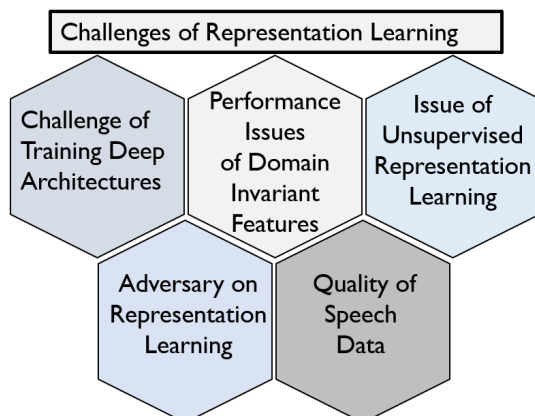 Challenges of Representation Learning
Challenge of
Training Deep
Architectures
Performance
Issues
of Domain
Invariant
Features
Issue of
Unsupervised
Representation
Learning
Adversary on
Representation
Learning
Quality of
Speech
Data